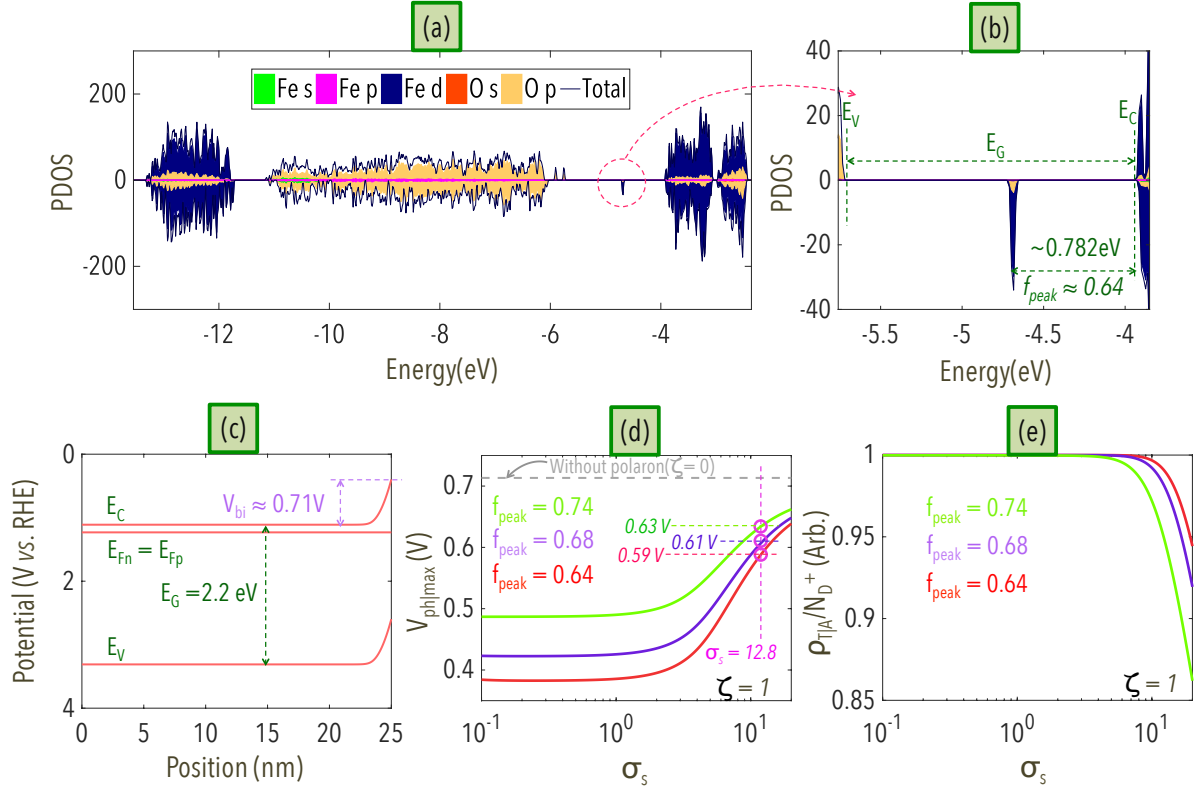 (a)
PDOS
200
0
-200
Fe s Fe p Fe d O s O p Total
-12 -10 -8 -6 -4
Energy(eV)
(b)
PDOS
40
20
0
-20
-40
E_V
E_C
E_G
~0.782eV
f_peak ≈ 0.64
-5.5 -5 -4.5 -4
Energy(eV)
(c)
Potential (V vs. RHE)
0
2
4
V_bi ≈ 0.71V
E_C
E_Fn = E_Fp
E_G = 2.2 eV
E_V
0 5 10 15 20 25
Position (nm)
(d)
V_ph|max (V)
0.7
0.6
0.5
0.4
Without polaron(ζ = 0)
f_peak = 0.74
f_peak = 0.68
f_peak = 0.64
0.63 V
0.61 V
0.59 V
σ_s = 12.8
ζ = 1
10^-1 10^0 10^1
σ_s
(e)
ρ_T|A/N_D^+ (Arb.)
1
0.95
0.9
0.85
f_peak = 0.74
f_peak = 0.68
f_peak = 0.64
ζ = 1
10^-1 10^0 10^1
σ_s